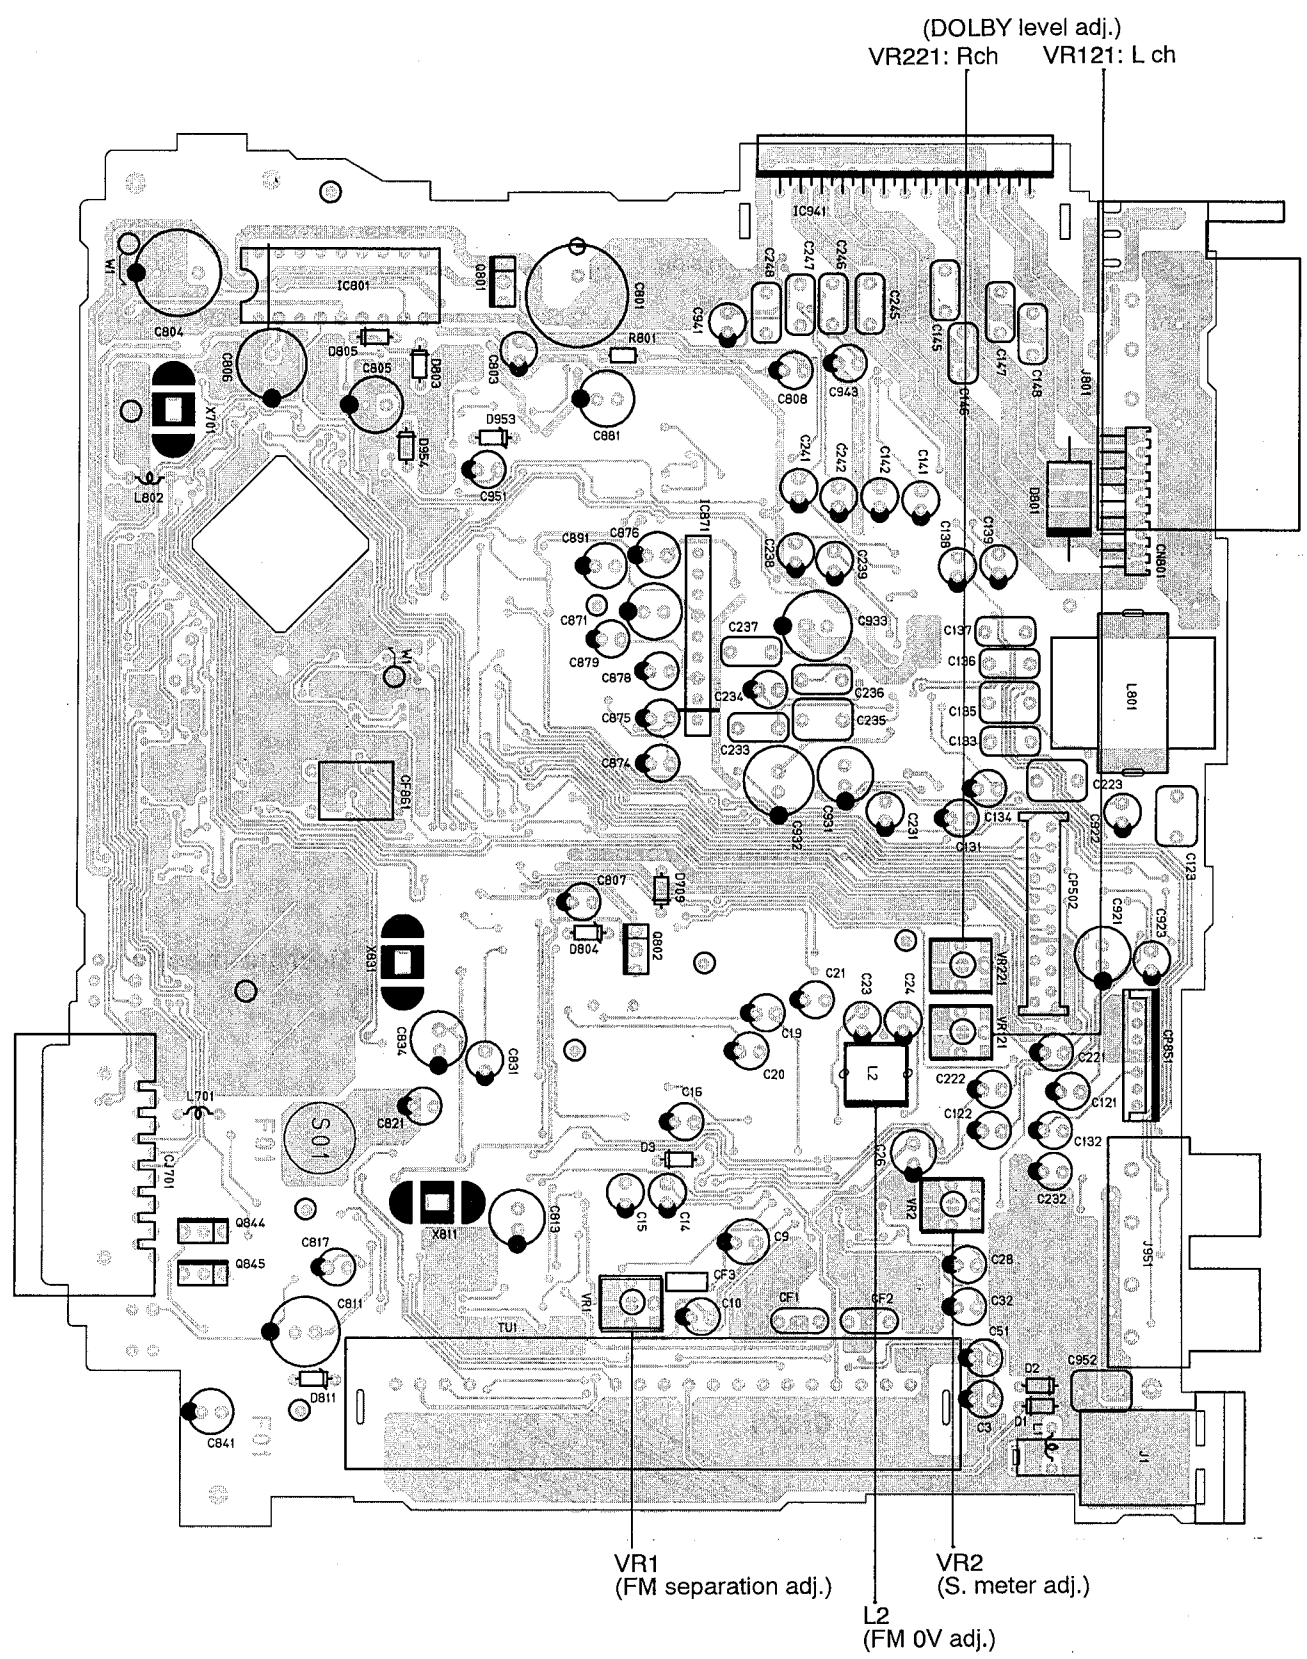 (DOLBY level adj.)
VR221: Rch VR121: L ch
IC941
W1
C804
IC801
Q801
C801
C248
C247
C246
C245
C941
C145
C146
C147
C148
J801
D805
C806
C805
D803
C803
R801
C808
C943
X701
D954
D953
C881
L802
C951
C241
C242
C142
C141
D801
CN801
IC871
C891
C876
C238
C239
C138
C139
C871
C879
C237
C933
C137
C136
W1
C878
C234
C236
C135
L801
C875
C235
C233
C133
C874
CF861
C932
C931
C231
C134
C131
C223
C922
C123
C807
D709
CP502
C921
C923
D804
Q802
X831
VR221
C21
C23
C24
C19
C20
VR121
C834
C831
L2
C221
CP851
L701
C821
C222
C121
F01
S01
C16
C122
C132
D3
C26
C232
CJ701
X811
C813
C15
C14
VR2
J951
Q844
C9
Q845
C817
CF3
C28
C811
VR1
C10
CF1
CF2
C32
TU1
C51
D2
C952
D811
C3
D1
L1
C841
F01
J1
VR1
(FM separation adj.)
VR2
(S. meter adj.)
L2
(FM 0V adj.)